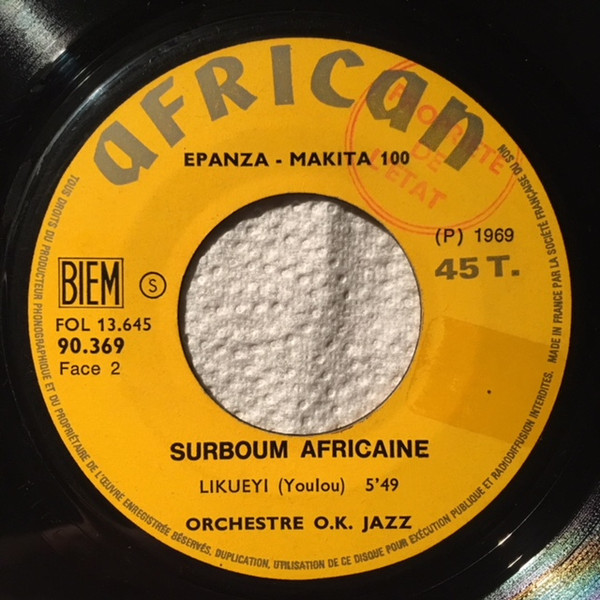 african
PROPRIÉTÉ
DE
L'ETAT
EPANZA - MAKITA 100
(P) 1969
45 T.
BIEM
S
FOL 13.645
90.369
Face 2
SURBOUM AFRICAINE
LIKUEYI (Youlou) 5'49
ORCHESTRE O.K. JAZZ
TOUS DROITS DU PRODUCTEUR PHONOGRAPHIQUE ET DU PROPRIÉTAIRE DE L'ŒUVRE ENREGISTRÉE RÉSERVÉS. DUPLICATION, UTILISATION DE CE DISQUE POUR EXÉCUTION PUBLIQUE ET RADIODIFFUSION INTERDITES. MADE IN FRANCE PAR LA SOCIÉTÉ FRANÇAISE DU SON